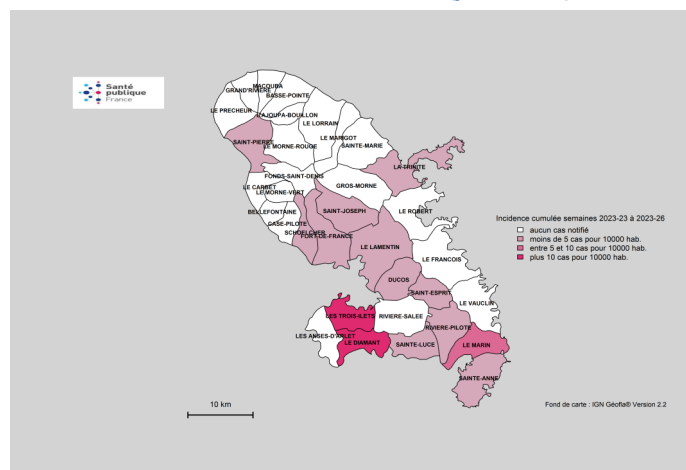 Santé
publique
France
MACOUBA
GRAND'RIVIERE
BASSE-POINTE
LE PRECHEUR
L'AJOUPA-BOUILLON
LE LORRAIN
LE MARIGOT
SAINT-PIERRE
LE MORNE-ROUGE
SAINTE-MARIE
LA-TRINITE
FONDS-SAINT-DENIS
LE CARBET
LE MORNE-VERT
GROS-MORNE
BELLEFONTAINE
SAINT-JOSEPH
LE ROBERT
CASE-PILOTE
SCHOELCHER
FORT-DE-FRANCE
LE LAMENTIN
LE FRANCOIS
DUCOS
SAINT-ESPRIT
LE VAUCLIN
LES TROIS-ILETS
RIVIERE-SALEE
RIVIERE-PILOTE
LES ANSES-D'ARLET
LE DIAMANT
SAINTE-LUCE
LE MARIN
SAINTE-ANNE
Incidence cumulée semaines 2023-23 à 2023-26
aucun cas notifié
moins de 5 cas pour 10000 hab.
entre 5 et 10 cas pour 10000 hab.
plus 10 cas pour 10000 hab.
10 km
Fond de carte : IGN Géofla® Version 2.2